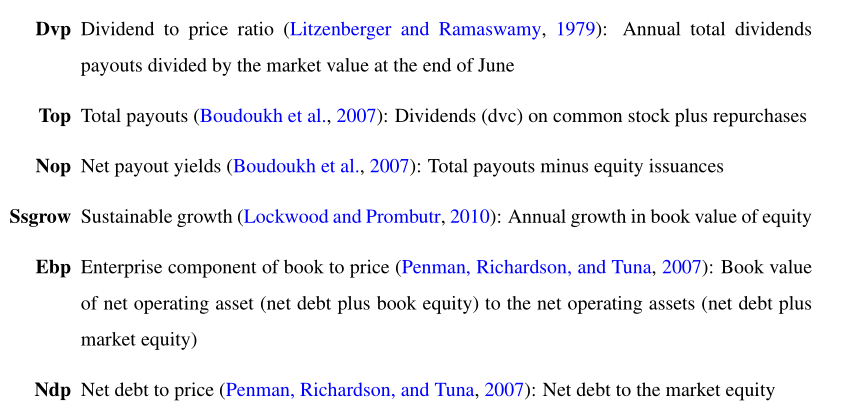 Dvp Dividend to price ratio (Litzenberger and Ramaswamy, 1979): Annual total dividends
payouts divided by the market value at the end of June
Top Total payouts (Boudoukh et al., 2007): Dividends (dvc) on common stock plus repurchases
Nop Net payout yields (Boudoukh et al., 2007): Total payouts minus equity issuances
Ssgrow Sustainable growth (Lockwood and Prombutr, 2010): Annual growth in book value of equity
Ebp Enterprise component of book to price (Penman, Richardson, and Tuna, 2007): Book value
of net operating asset (net debt plus book equity) to the net operating assets (net debt plus
market equity)
Ndp Net debt to price (Penman, Richardson, and Tuna, 2007): Net debt to the market equity